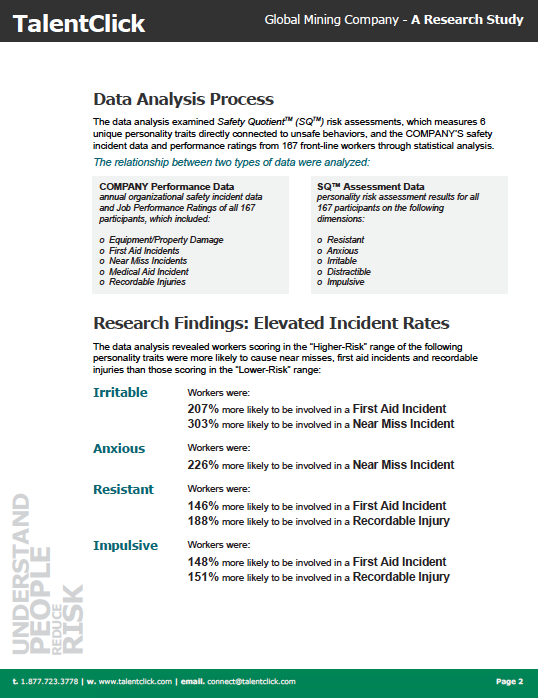 TalentClick
Global Mining Company - A Research Study
Data Analysis Process
The data analysis examined Safety Quotient™ (SQ™) risk assessments, which measures 6
unique personality traits directly connected to unsafe behaviors, and the COMPANY'S safety
incident data and performance ratings from 167 front-line workers through statistical analysis.
The relationship between two types of data were analyzed:
COMPANY Performance Data
annual organizational safety incident data
and Job Performance Ratings of all 167
participants, which included:
o Equipment/Property Damage
o First Aid Incidents
o Near Miss Incidents
o Medical Aid Incident
o Recordable Injuries
SQ™ Assessment Data
personality risk assessment results for all
167 participants on the following
dimensions:
o Resistant
o Anxious
o Irritable
o Distractible
o Impulsive
Research Findings: Elevated Incident Rates
The data analysis revealed workers scoring in the "Higher-Risk" range of the following
personality traits were more likely to cause near misses, first aid incidents and recordable
injuries than those scoring in the "Lower-Risk" range:
Irritable
Workers were:
207% more likely to be involved in a First Aid Incident
303% more likely to be involved in a Near Miss Incident
Anxious
Workers were:
226% more likely to be involved in a Near Miss Incident
Resistant
Workers were:
146% more likely to be involved in a First Aid Incident
188% more likely to be involved in a Recordable Injury
Impulsive
Workers were:
148% more likely to be involved in a First Aid Incident
151% more likely to be involved in a Recordable Injury
UNDERSTAND
PEOPLE
REDUCE
RISK
t. 1.877.723.3778 | w. www.talentclick.com | email. connect@talentclick.com
Page 2